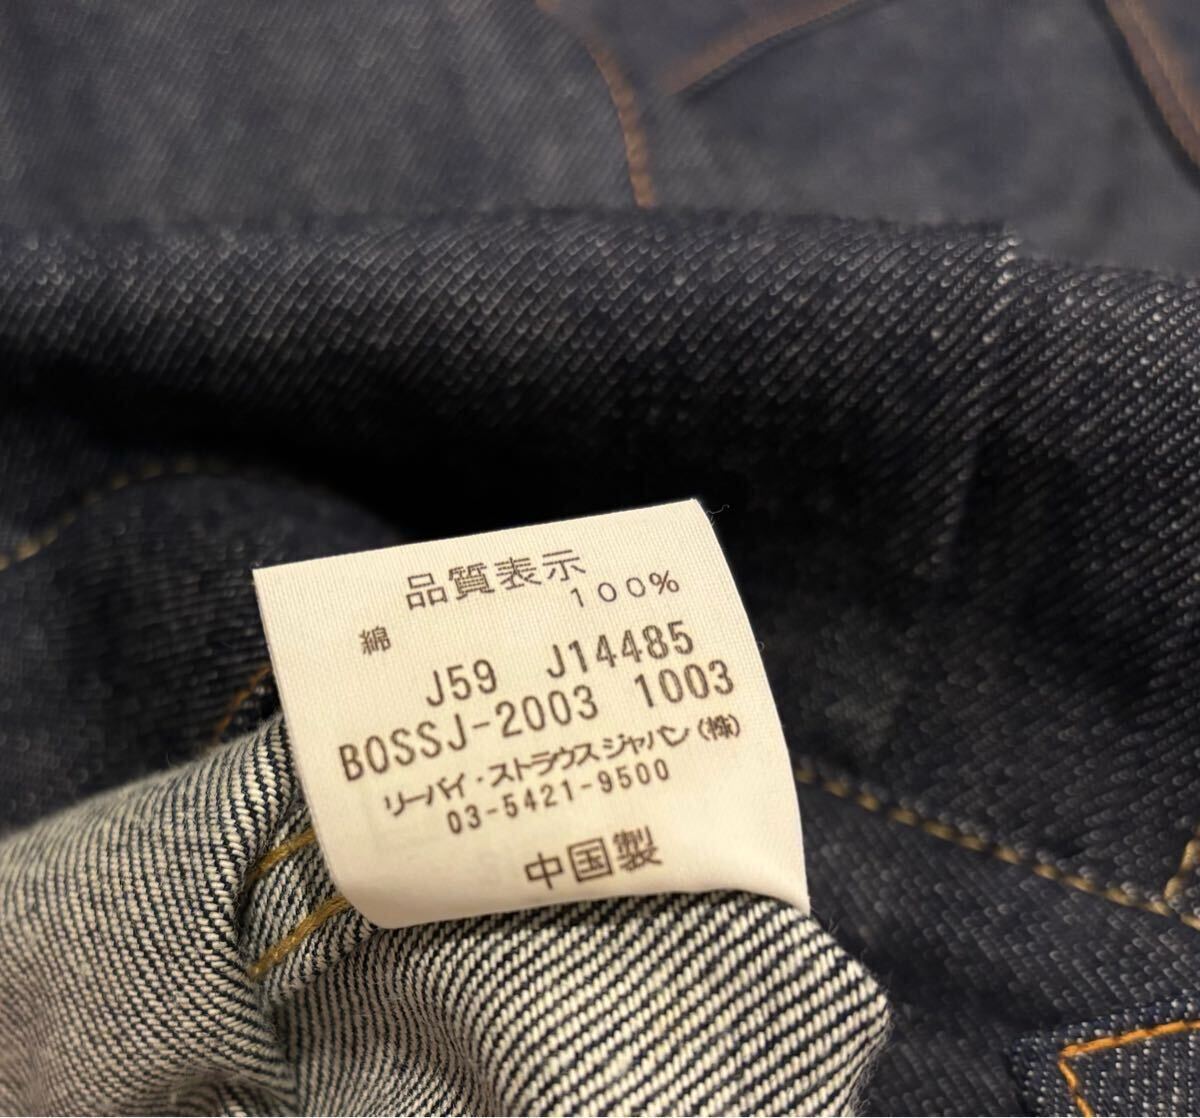 品質表示
綿 100%
J59 J14485
BOSSJ-2003 1003
リーバイ・ストラウスジャパン(株)
03-5421-9500
中国製